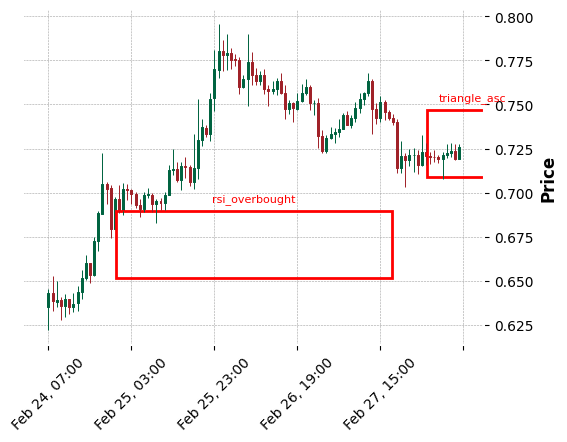 0.800
0.775
triangle_asc
0.750
0.725
rsi_overbought
0.700
0.675
0.650
0.625
Price
Feb 24, 07:00
Feb 25, 03:00
Feb 25, 23:00
Feb 26, 19:00
Feb 27, 15:00